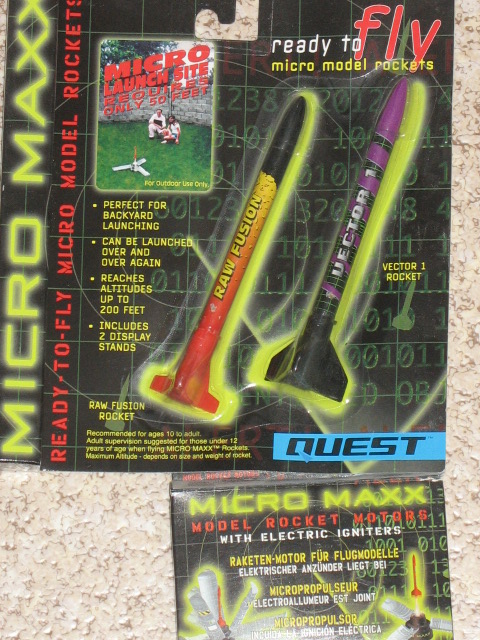 MICRO MAXX
READY-TO-FLY MICRO MODEL ROCKETS
ready to fly
micro model rockets
MICRO
LAUNCH SITE
REQUIRES
ONLY 50 FEET
For Outdoor Use Only
• PERFECT FOR
BACKYARD
LAUNCHING
• CAN BE LAUNCHED
OVER AND
OVER AGAIN
• REACHES
ALTITUDES
UP TO
200 FEET
• INCLUDES
2 DISPLAY
STANDS
RAW FUSION
VECTOR 1
VECTOR 1
ROCKET
RAW FUSION
ROCKET
Recommended for ages 10 to adult.
Adult supervision suggested for those under 12
years of age when flying MICRO MAXX™ Rockets.
Maximum Altitude - depends on size and weight of rocket.
QUEST
MICRO MAXX
MODEL ROCKET MOTORS
WITH ELECTRIC IGNITERS
RAKETEN-MOTOR FÜR FLUGMODELLE
ELEKTRISCHER ANZÜNDER LIEGT BEI
MICROPROPULSEUR
ELECTROALLUMEUR EST JOINT
MICROPROPULSOR
INCLUIDA LA IGNICIÓN ELÉCTRICA